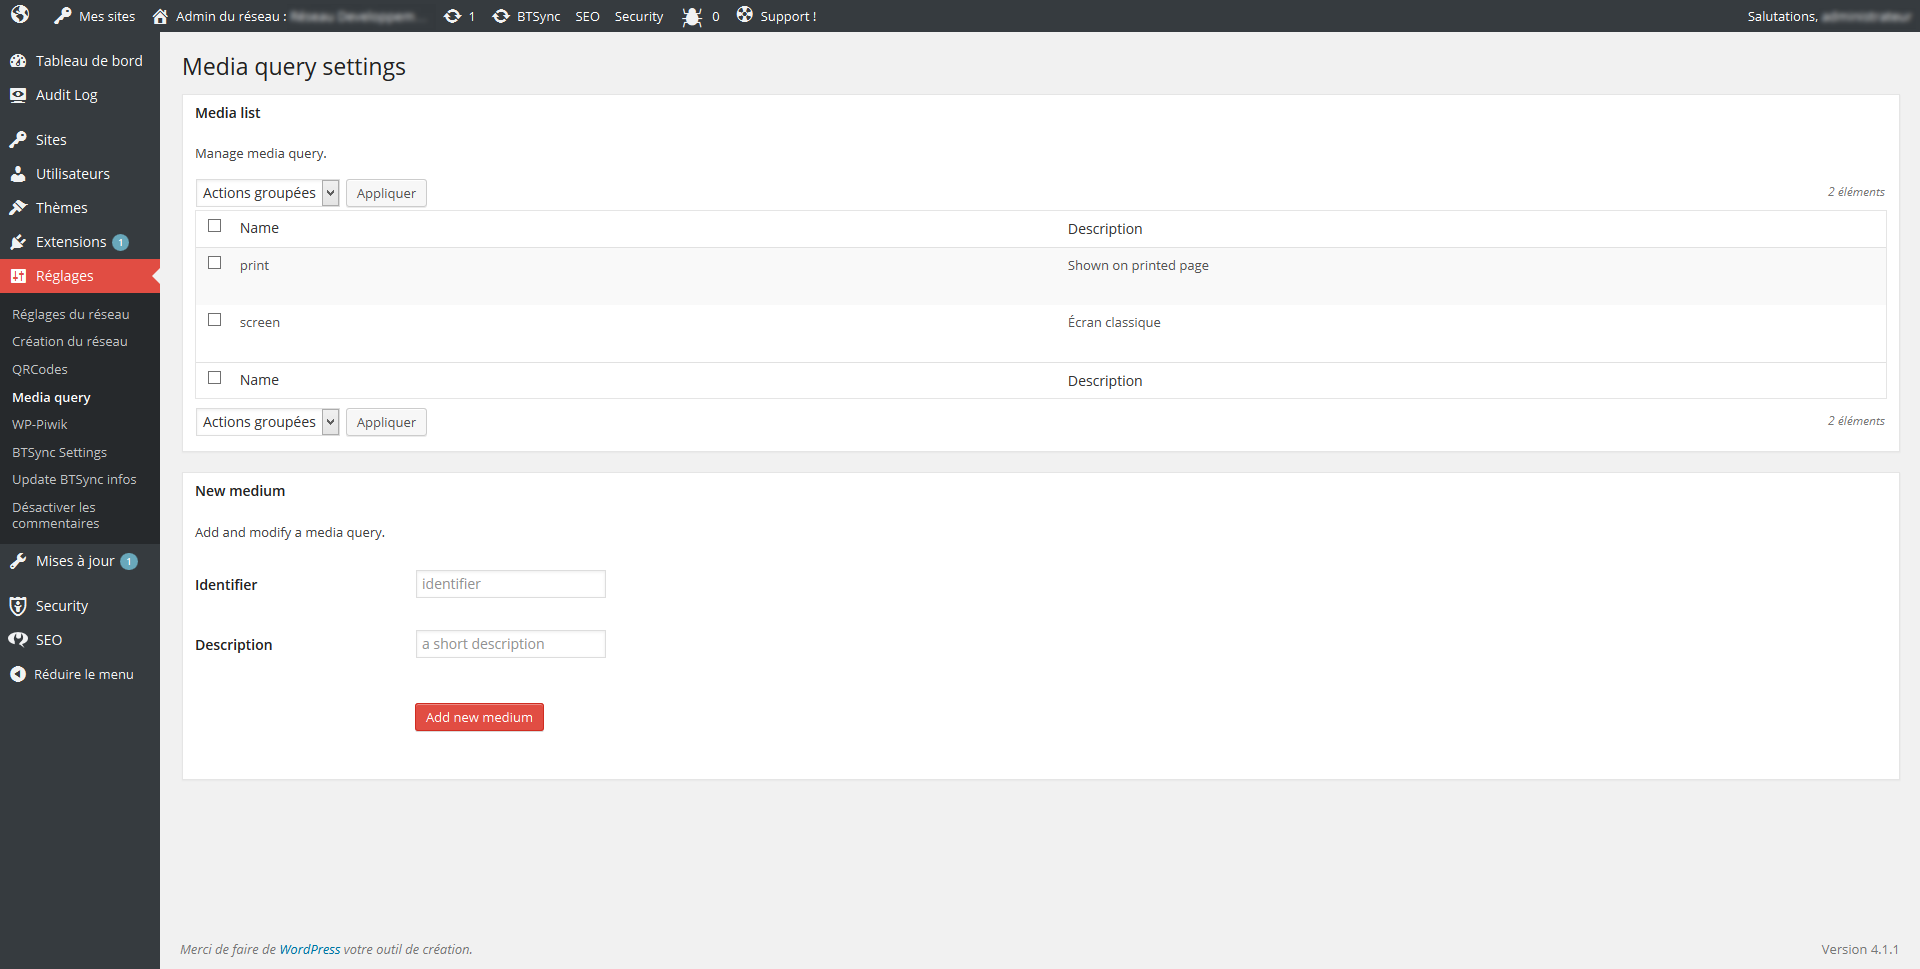 Mes sites
Admin du réseau :
1
BTSync
SEO
Security
0
Support !
Salutations,
Tableau de bord
Audit Log
Sites
Utilisateurs
Thèmes
Extensions 1
Réglages
Réglages du réseau
Création du réseau
QRCodes
Media query
WP-Piwik
BTSync Settings
Update BTSync infos
Désactiver les
commentaires
Mises à jour 1
Security
SEO
Réduire le menu
Media query settings
Media list
Manage media query.
Actions groupées
Appliquer
2 éléments
Name
Description
print
Shown on printed page
screen
Écran classique
Name
Description
Actions groupées
Appliquer
2 éléments
New medium
Add and modify a media query.
Identifier
identifier
Description
a short description
Add new medium
Merci de faire de WordPress votre outil de création.
Version 4.1.1